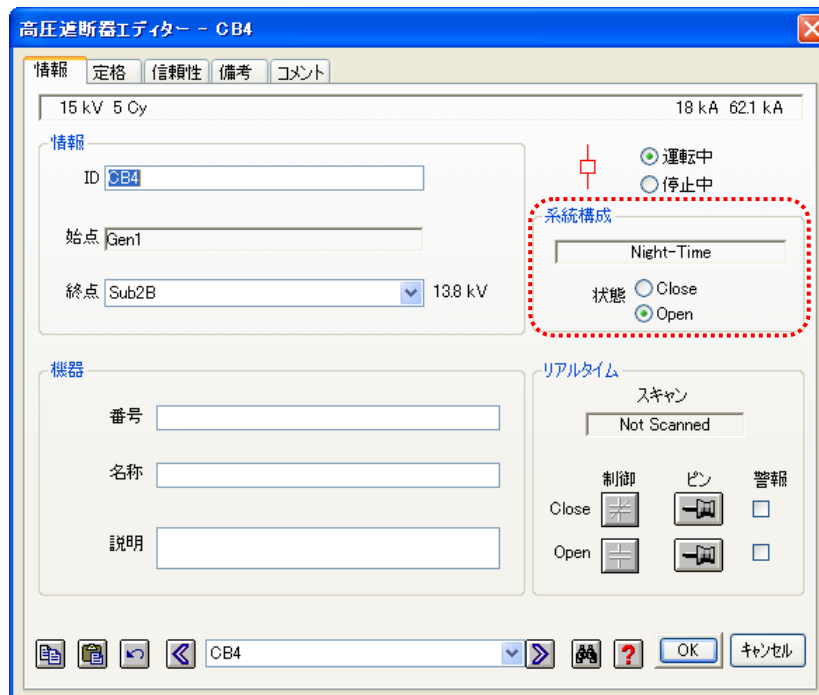 高圧遮断器エディター - CB4
情報 定格 信頼性 備考 コメント
15 kV 5 Cy 18 kA 62.1 kA
情報
ID CB4
運転中
停止中
始点 Gen1
終点 Sub2B 13.8 kV
系統構成
Night-Time
状態 Close
Open
機器
番号
名称
説明
リアルタイム
スキャン
Not Scanned
制御 ピン 警報
Close
Open
CB4 ? OK キャンセル